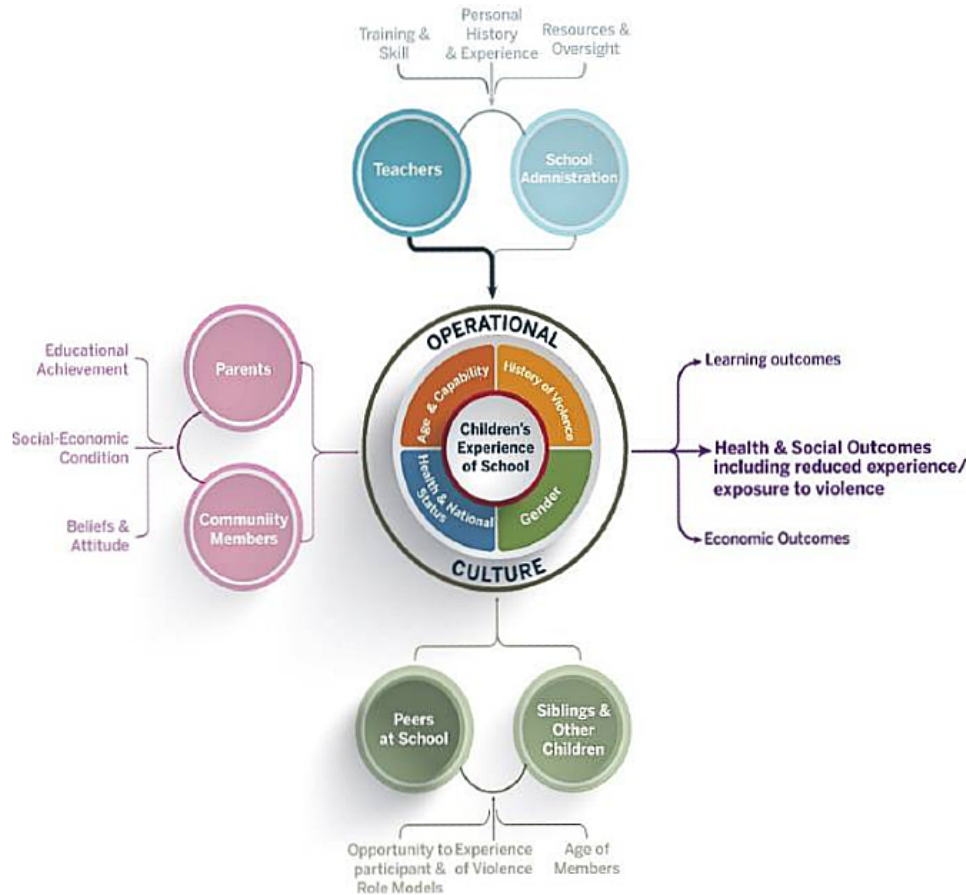 Training &
Skill
Personal
History
& Experience
Resources &
Oversight
Teachers
School
Admnistration
OPERATIONAL
Age & Capability
History of Violence
Children's
Experience
of School
Health & National
Status
Gender
CULTURE
Parents
Communiity
Members
Educational
Achievement
Social-Economic
Condition
Beliefs &
Attitude
Learning outcomes
Health & Social Outcomes
including reduced experience/
exposure to violence
Economic Outcomes
Peers
at School
Siblings &
Other
Children
Opportunity to
participant &
Role Models
Experience
of Violence
Age of
Members